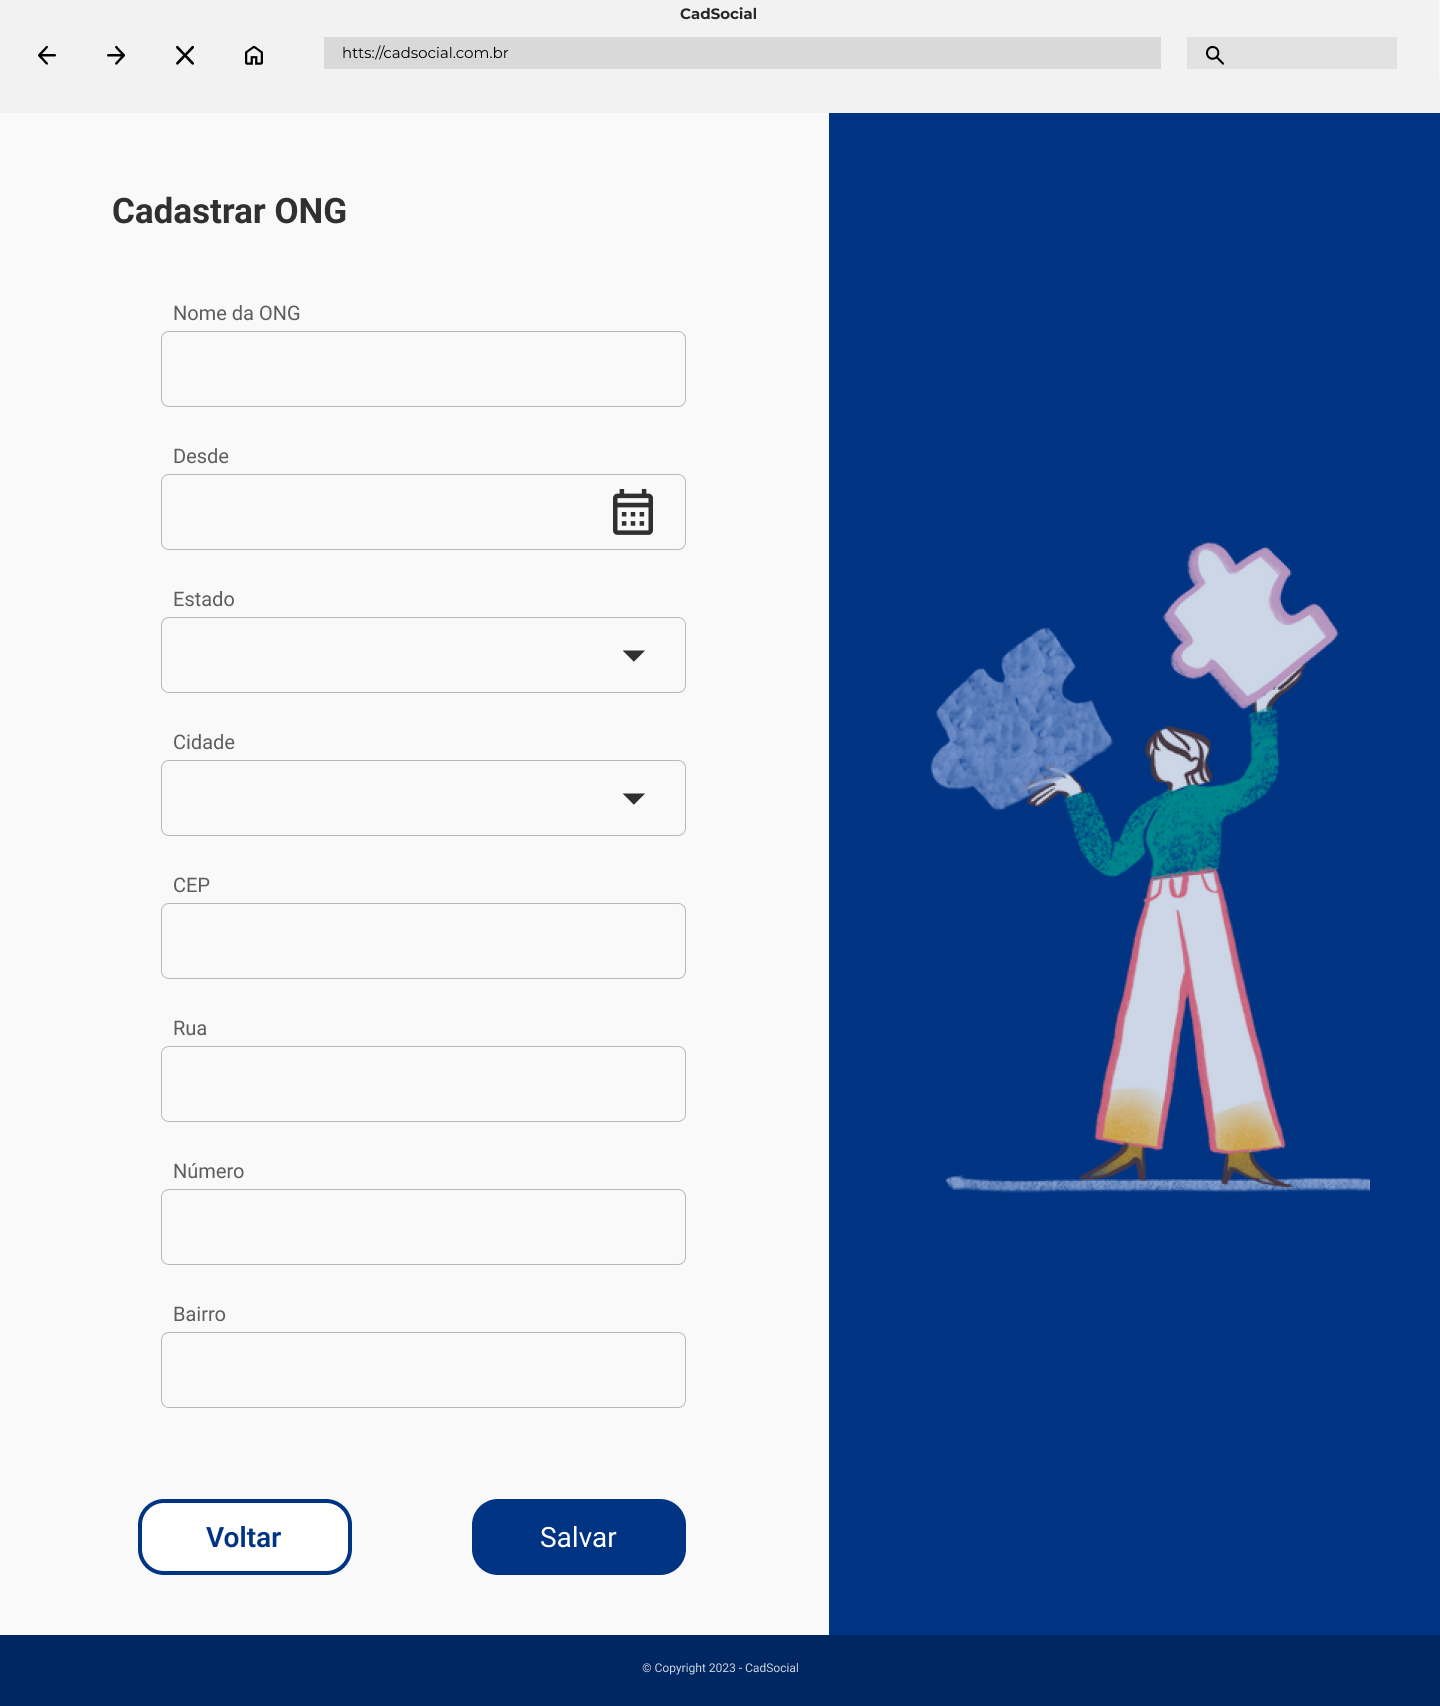 CadSocial
htts://cadsocial.com.br
Cadastrar ONG
Nome da ONG
Desde
Estado
Cidade
CEP
Rua
Número
Bairro
Voltar
Salvar
© Copyright 2023 - CadSocial